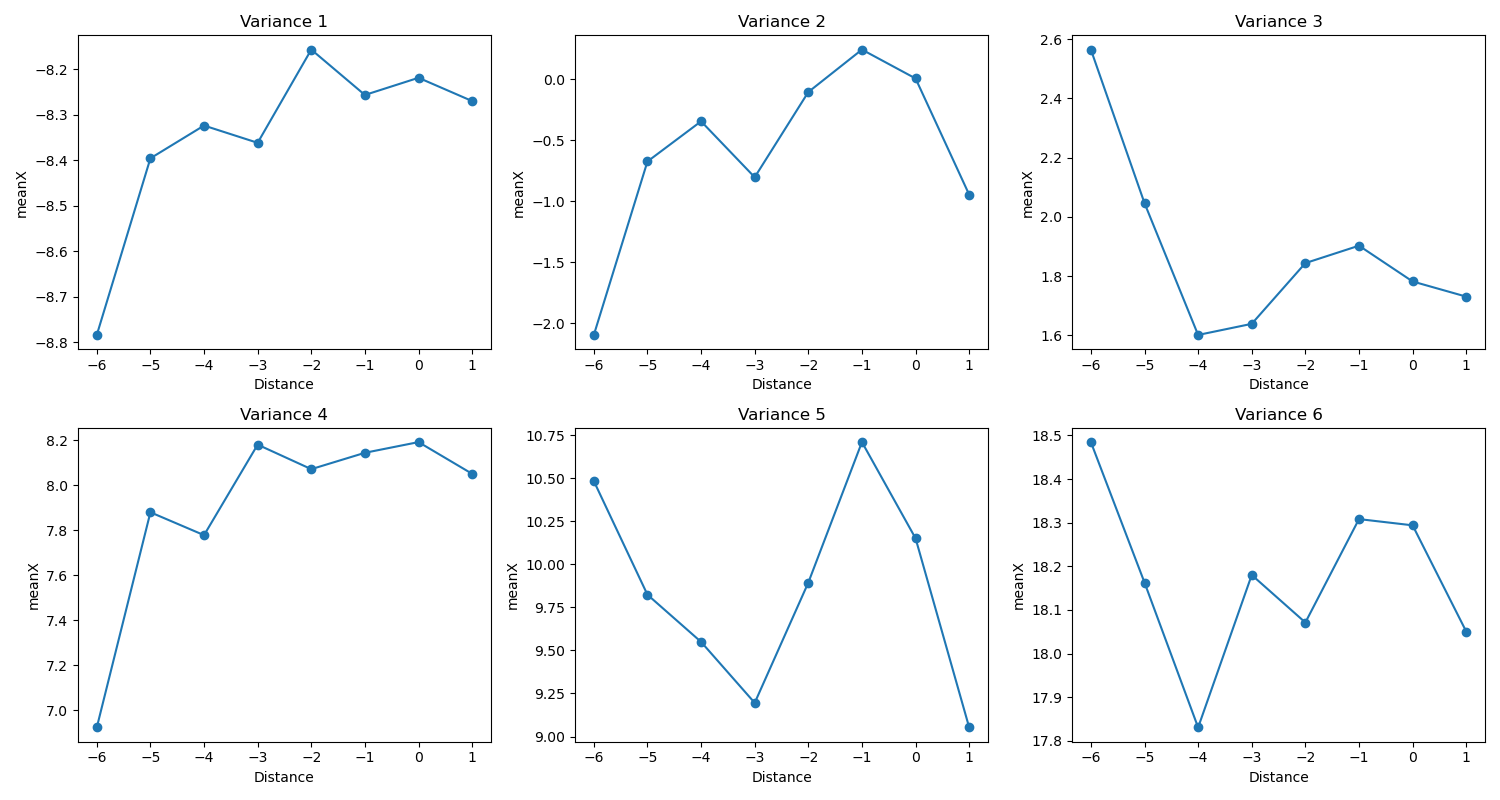 Variance 1
−8.2
−8.3
−8.4
−8.5
−8.6
−8.7
−8.8
meanX
−6 −5 −4 −3 −2 −1 0 1
Distance
Variance 2
0.0
−0.5
−1.0
−1.5
−2.0
meanX
−6 −5 −4 −3 −2 −1 0 1
Distance
Variance 3
2.6
2.4
2.2
2.0
1.8
1.6
meanX
−6 −5 −4 −3 −2 −1 0 1
Distance
Variance 4
8.2
8.0
7.8
7.6
7.4
7.2
7.0
meanX
−6 −5 −4 −3 −2 −1 0 1
Distance
Variance 5
10.75
10.50
10.25
10.00
9.75
9.50
9.25
9.00
meanX
−6 −5 −4 −3 −2 −1 0 1
Distance
Variance 6
18.5
18.4
18.3
18.2
18.1
18.0
17.9
17.8
meanX
−6 −5 −4 −3 −2 −1 0 1
Distance